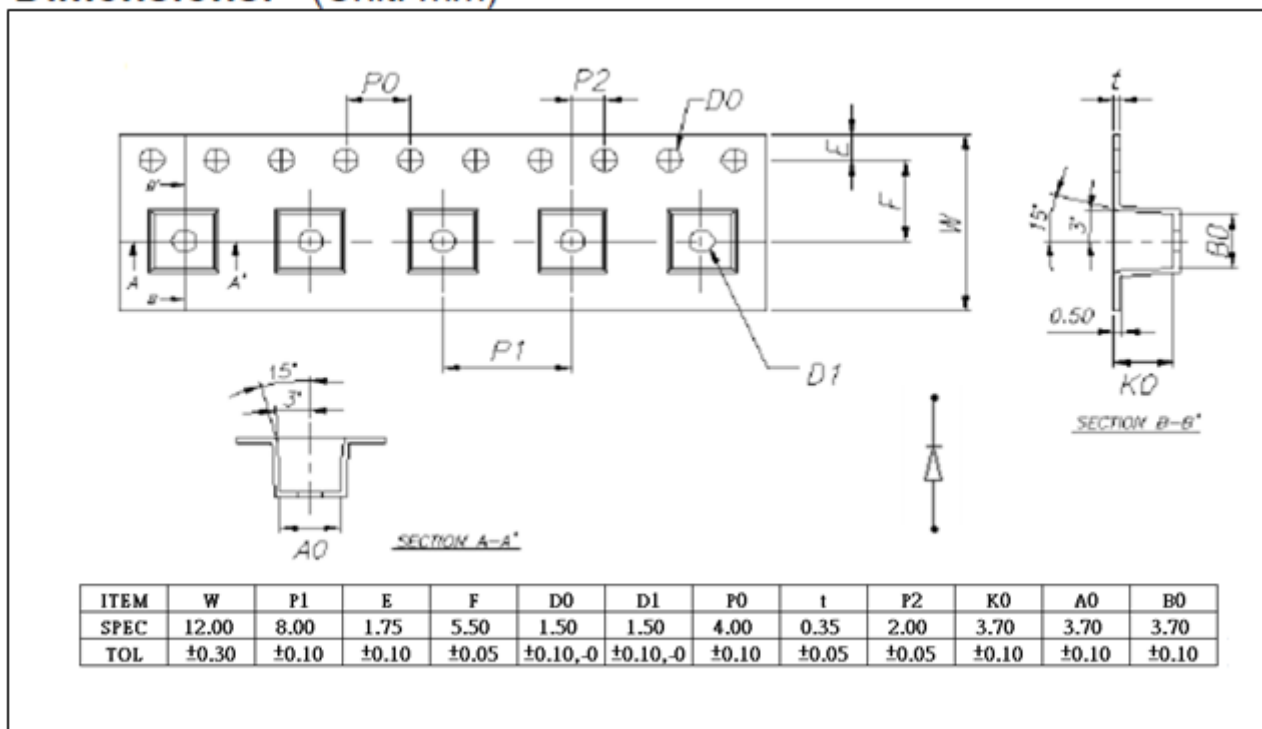 P0 P2 D0 t
E
F
W
B'
A A'
B
15° 3° B0
0.50
P1 D1 K0
15°
3°
SECTION B-B'
A0 SECTION A-A'
ITEM W P1 E F D0 D1 P0 t P2 K0 A0 B0
SPEC 12.00 8.00 1.75 5.50 1.50 1.50 4.00 0.35 2.00 3.70 3.70 3.70
TOL ±0.30 ±0.10 ±0.10 ±0.05 ±0.10,-0 ±0.10,-0 ±0.10 ±0.05 ±0.05 ±0.10 ±0.10 ±0.10